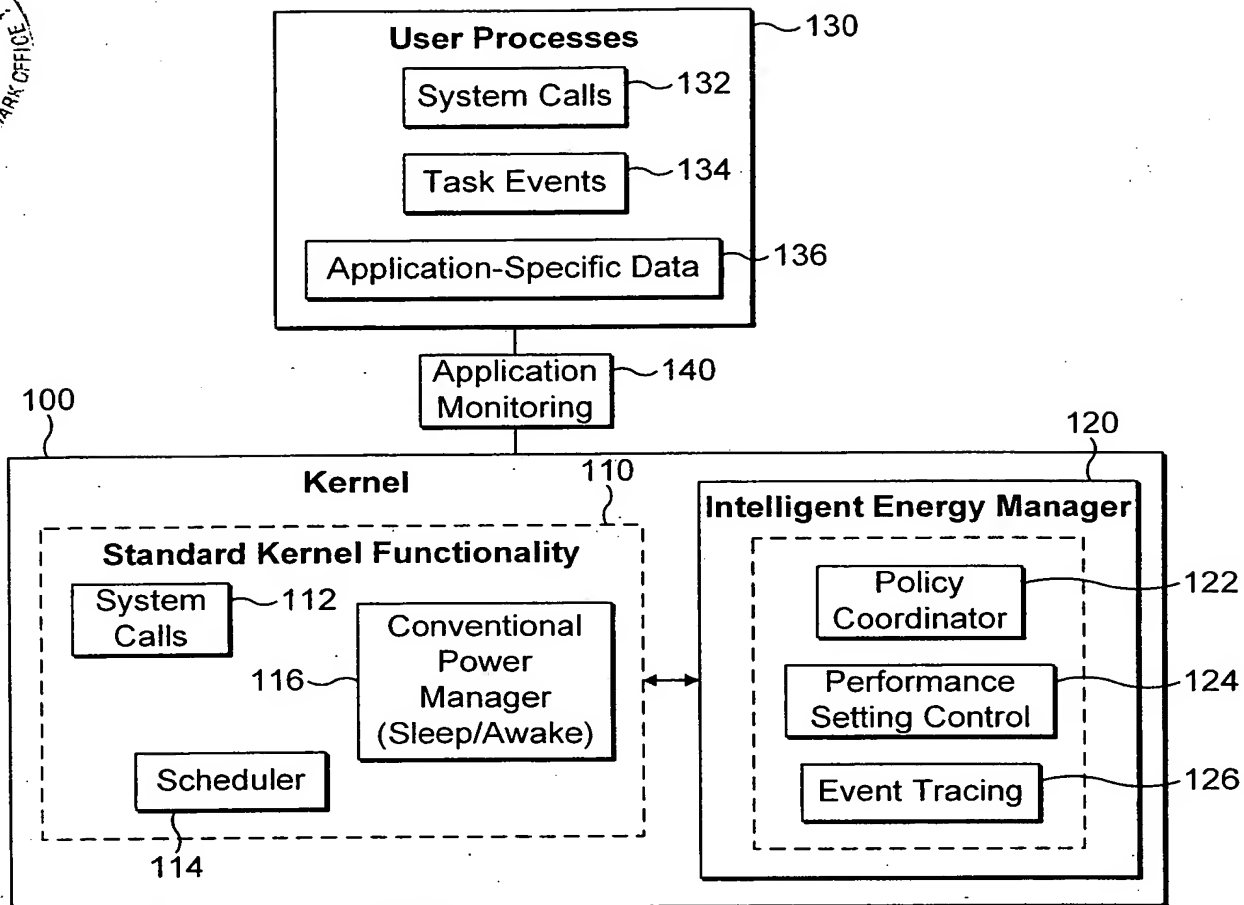 ARK OFFICE
User Processes
130
System Calls
132
Task Events
134
Application-Specific Data
136
Application
Monitoring
140
100
120
Kernel
110
Intelligent Energy Manager
Standard Kernel Functionality
System
Calls
112
Conventional
Power
Manager
(Sleep/Awake)
116
Scheduler
114
Policy
Coordinator
122
Performance
Setting Control
124
Event Tracing
126